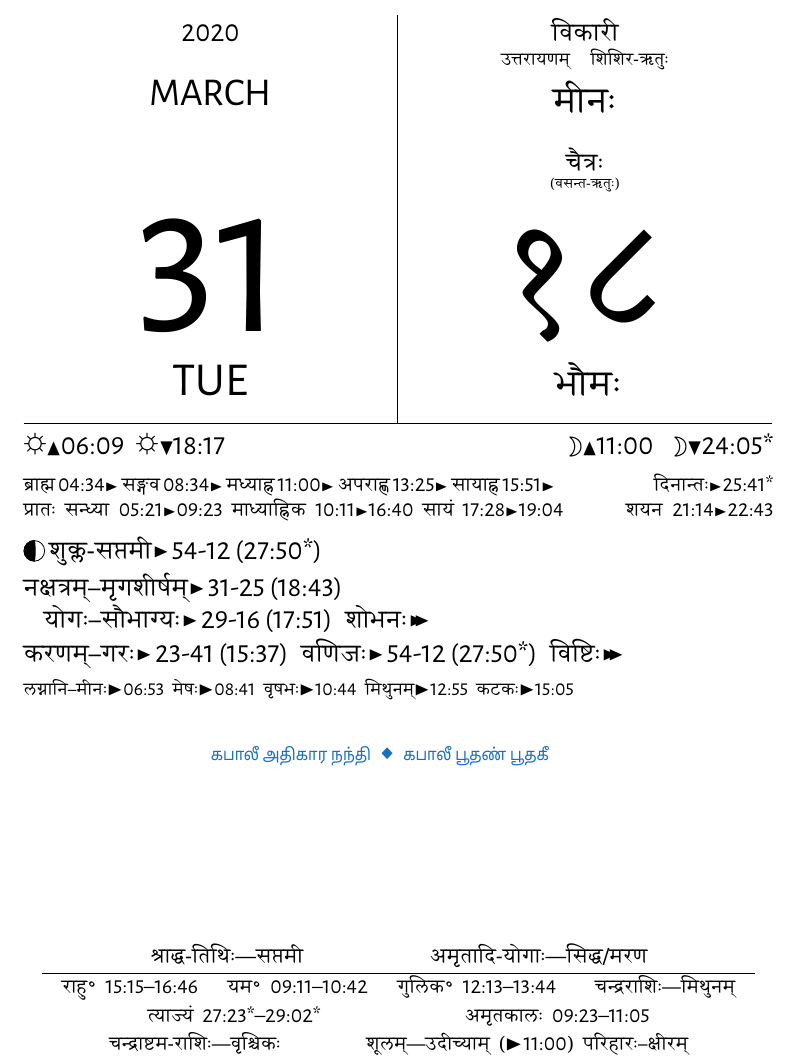 2020
MARCH
31
TUE
विकारी
उत्तरायणम् शिशिर-ऋतुः
मीनः
चैत्रः
(वसन्त-ऋतुः)
१८
भौमः
☼▲06:09 ☼▼18:17 ☽▲11:00 ☽▼24:05*
ब्राह्म 04:34► सङ्गव 08:34► मध्याह्न 11:00► अपराह्ण 13:25► सायाह्न 15:51► दिनान्तः►25:41*
प्रातः सन्ध्या 05:21►09:23 माध्याह्निक 10:11►16:40 सायं 17:28►19:04 शयन 21:14►22:43
शुक्ल-सप्तमी►54-12 (27:50*)
नक्षत्रम्–मृगशीर्षम्►31-25 (18:43)
योगः–सौभाग्यः►29-16 (17:51) शोभनः►►
करणम्–गरः►23-41 (15:37) वणिजः►54-12 (27:50*) विष्टिः►►
लग्नानि–मीनः►06:53 मेषः►08:41 वृषभः►10:44 मिथुनम्►12:55 कटकः►15:05
கபாலீ அதிகார நந்தி ◆ கபாலீ பூதண் பூதகீ
श्राद्ध-तिथिः—सप्तमी अमृतादि-योगाः—सिद्ध/मरण
राहु° 15:15–16:46 यम° 09:11–10:42 गुलिक° 12:13–13:44 चन्द्रराशिः—मिथुनम्
त्याज्यं 27:23*–29:02* अमृतकालः 09:23–11:05
चन्द्राष्टम-राशिः—वृश्चिकः शूलम्—उदीच्याम् (►11:00) परिहारः–क्षीरम्